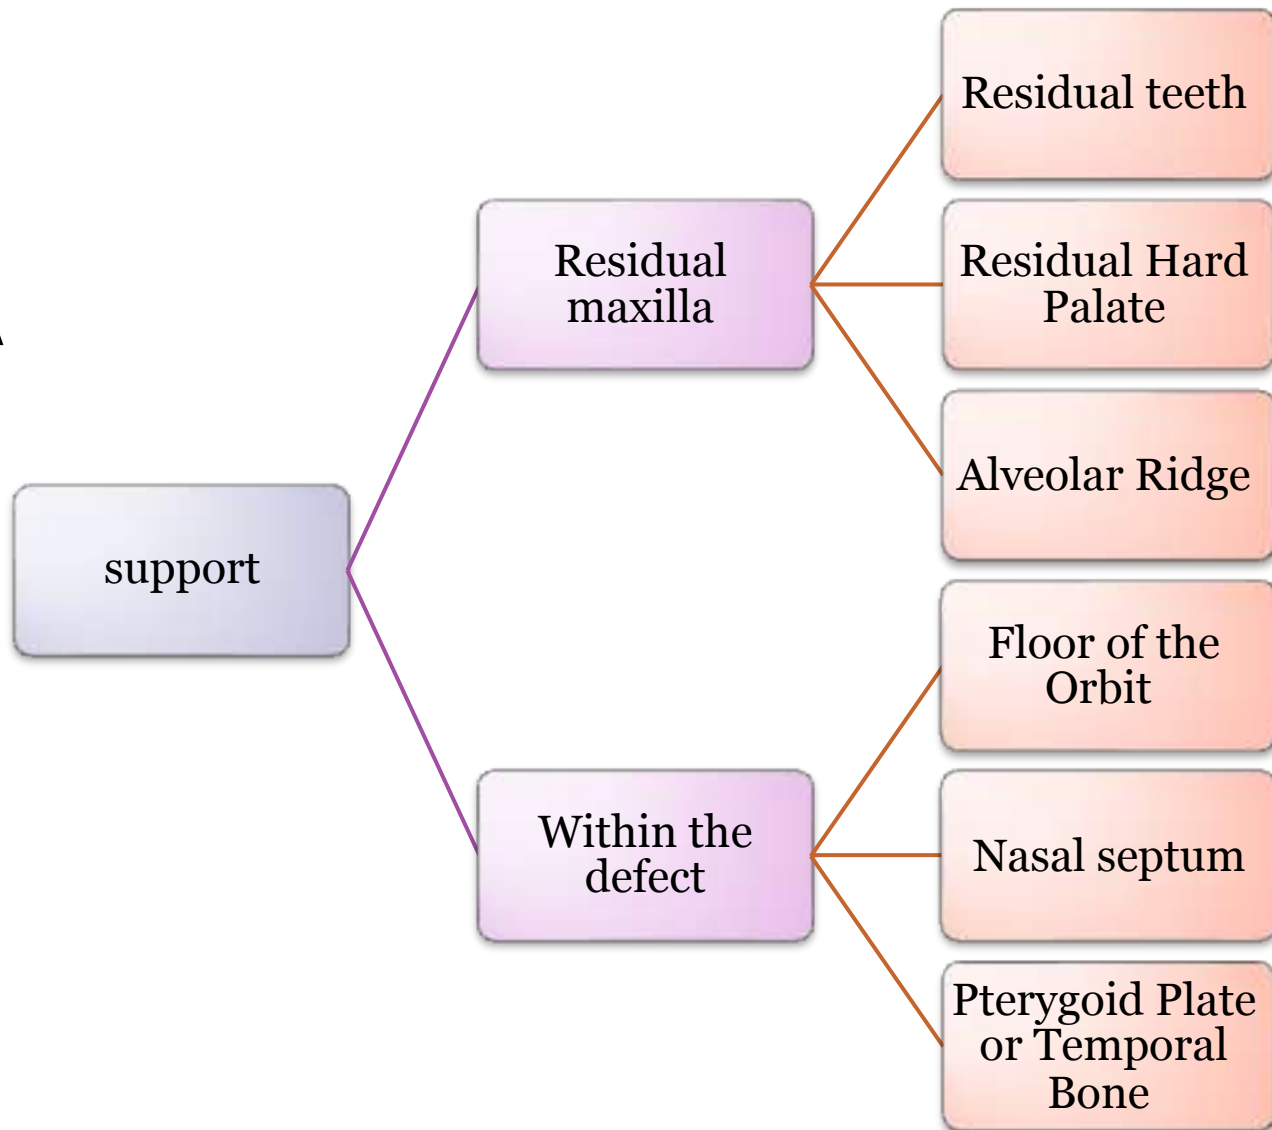 support
Residual
maxilla
Within the
defect
Residual teeth
Residual Hard
Palate
Alveolar Ridge
Floor of the
Orbit
Nasal septum
Pterygoid Plate
or Temporal
Bone